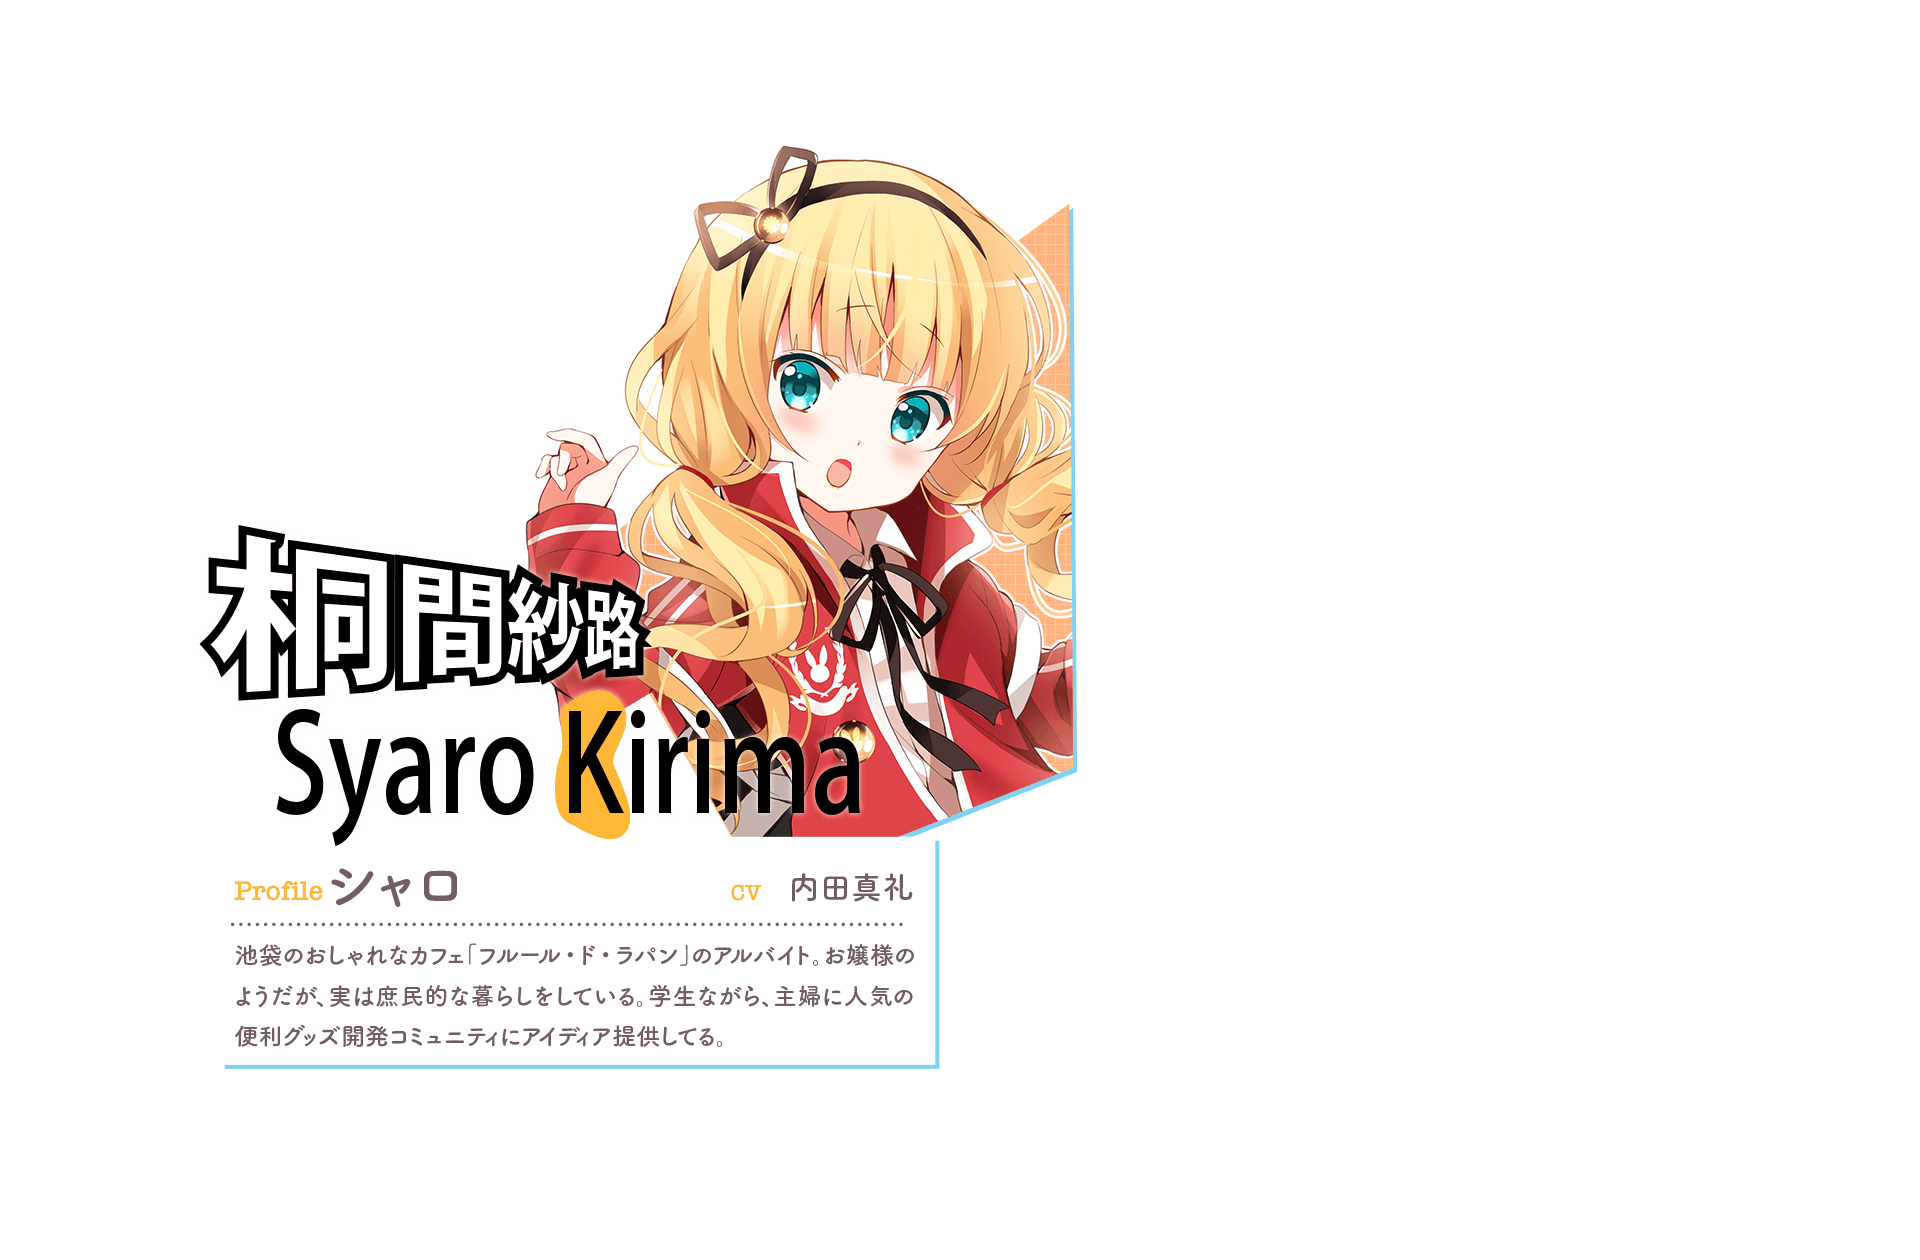 桐間紗路
Syaro Kirima
Profile シャロ
CV 内田真礼
池袋のおしゃれなカフェ「フルール・ド・ラパン」のアルバイト。お嬢様の
ようだが、実は庶民的な暮らしをしている。学生ながら、主婦に人気の
便利グッズ開発コミュニティにアイディア提供してる。